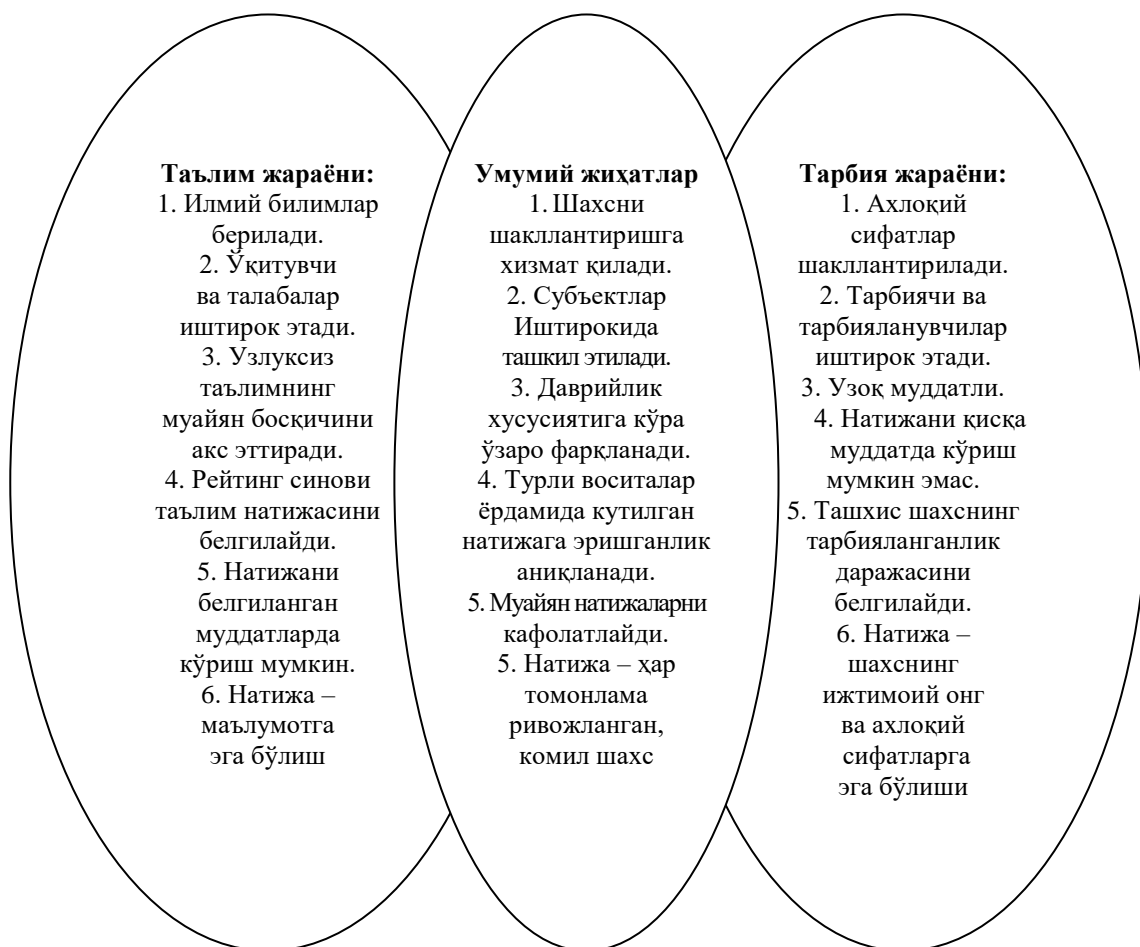 Таълим жараёни:
1. Илмий билимлар
берилади.
2. Ўқитувчи
ва талабалар
иштирок этади.
3. Узлуксиз
таълимнинг
муайян босқичини
акс эттиради.
4. Рейтинг синови
таълим натижасини
белгилайди.
5. Натижани
белгиланган
муддатларда
кўриш мумкин.
6. Натижа –
маълумотга
эга бўлиш
Умумий жиҳатлар
1. Шахсни
шакллантиришга
хизмат қилади.
2. Субъектлар
Иштирокида
ташкил этилади.
3. Даврийлик
хусусиятига кўра
ўзаро фарқланади.
4. Турли воситалар
ёрдамида кутилган
натижага эришганлик
аниқланади.
5. Муайян натижаларни
кафолатлайди.
5. Натижа – ҳар
томонлама
ривожланган,
комил шахс
Тарбия жараёни:
1. Ахлоқий
сифатлар
шакллантирилади.
2. Тарбиячи ва
тарбияланувчилар
иштирок этади.
3. Узоқ муддатли.
4. Натижани қисқа
муддатда кўриш
мумкин эмас.
5. Ташхис шахснинг
тарбияланганлик
даражасини
белгилайди.
6. Натижа –
шахснинг
ижтимоий онг
ва ахлоқий
сифатларга
эга бўлиши